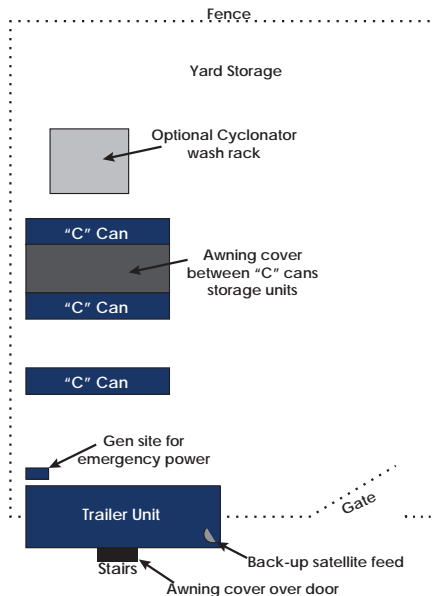 Fence
Yard Storage
Optional Cyclonator
wash rack
“C” Can
Awning cover
between “C” cans
storage units
“C” Can
“C” Can
Gen site for
emergency power
Trailer Unit
Gate
Back-up satellite feed
Stairs
Awning cover over door